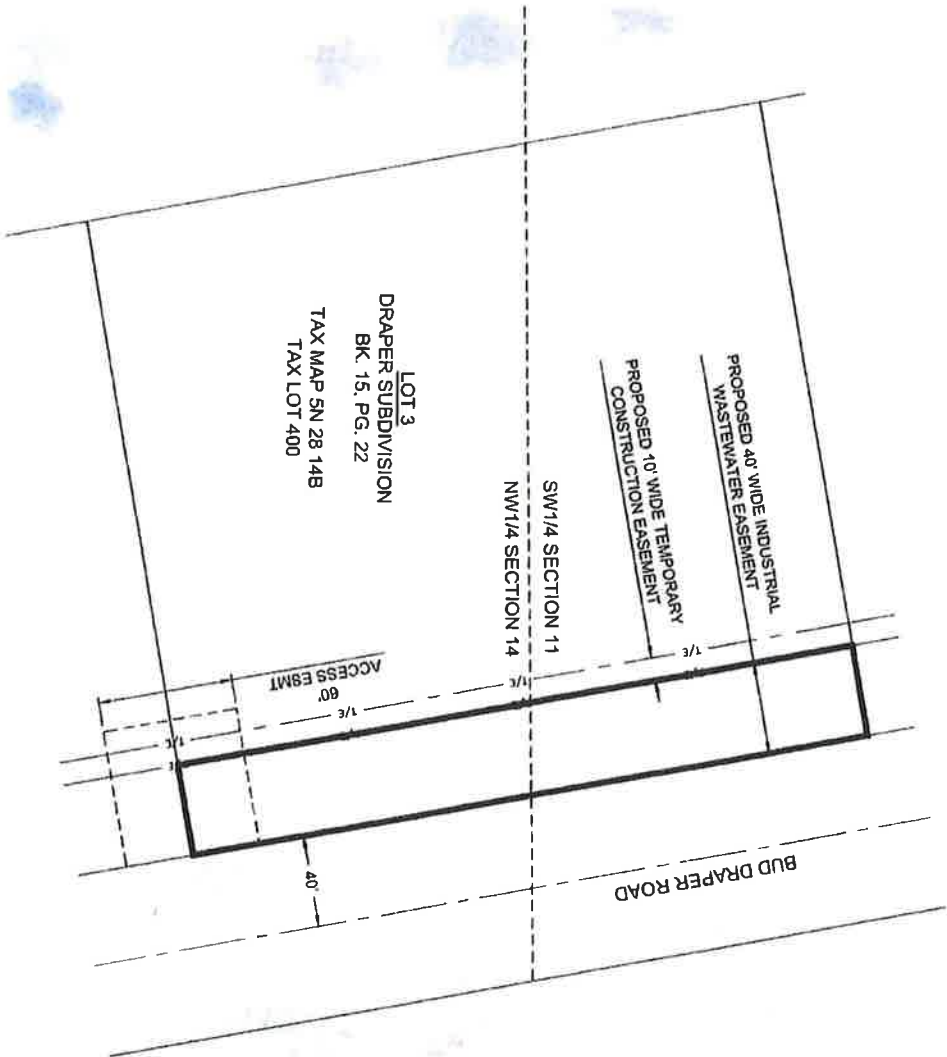 LOT 3
DRAPER SUBDIVISION
BK. 15, PG. 22
TAX MAP 5N 28 14B
TAX LOT 400
PROPOSED 40' WIDE INDUSTRIAL
WASTEWATER EASEMENT
PROPOSED 10' WIDE TEMPORARY
CONSTRUCTION EASEMENT
SW1/4 SECTION 11
NW1/4 SECTION 14
60'
ACCESS ESMT
T/E
T/E
T/E
T/E
40'
BUD DRAPER ROAD